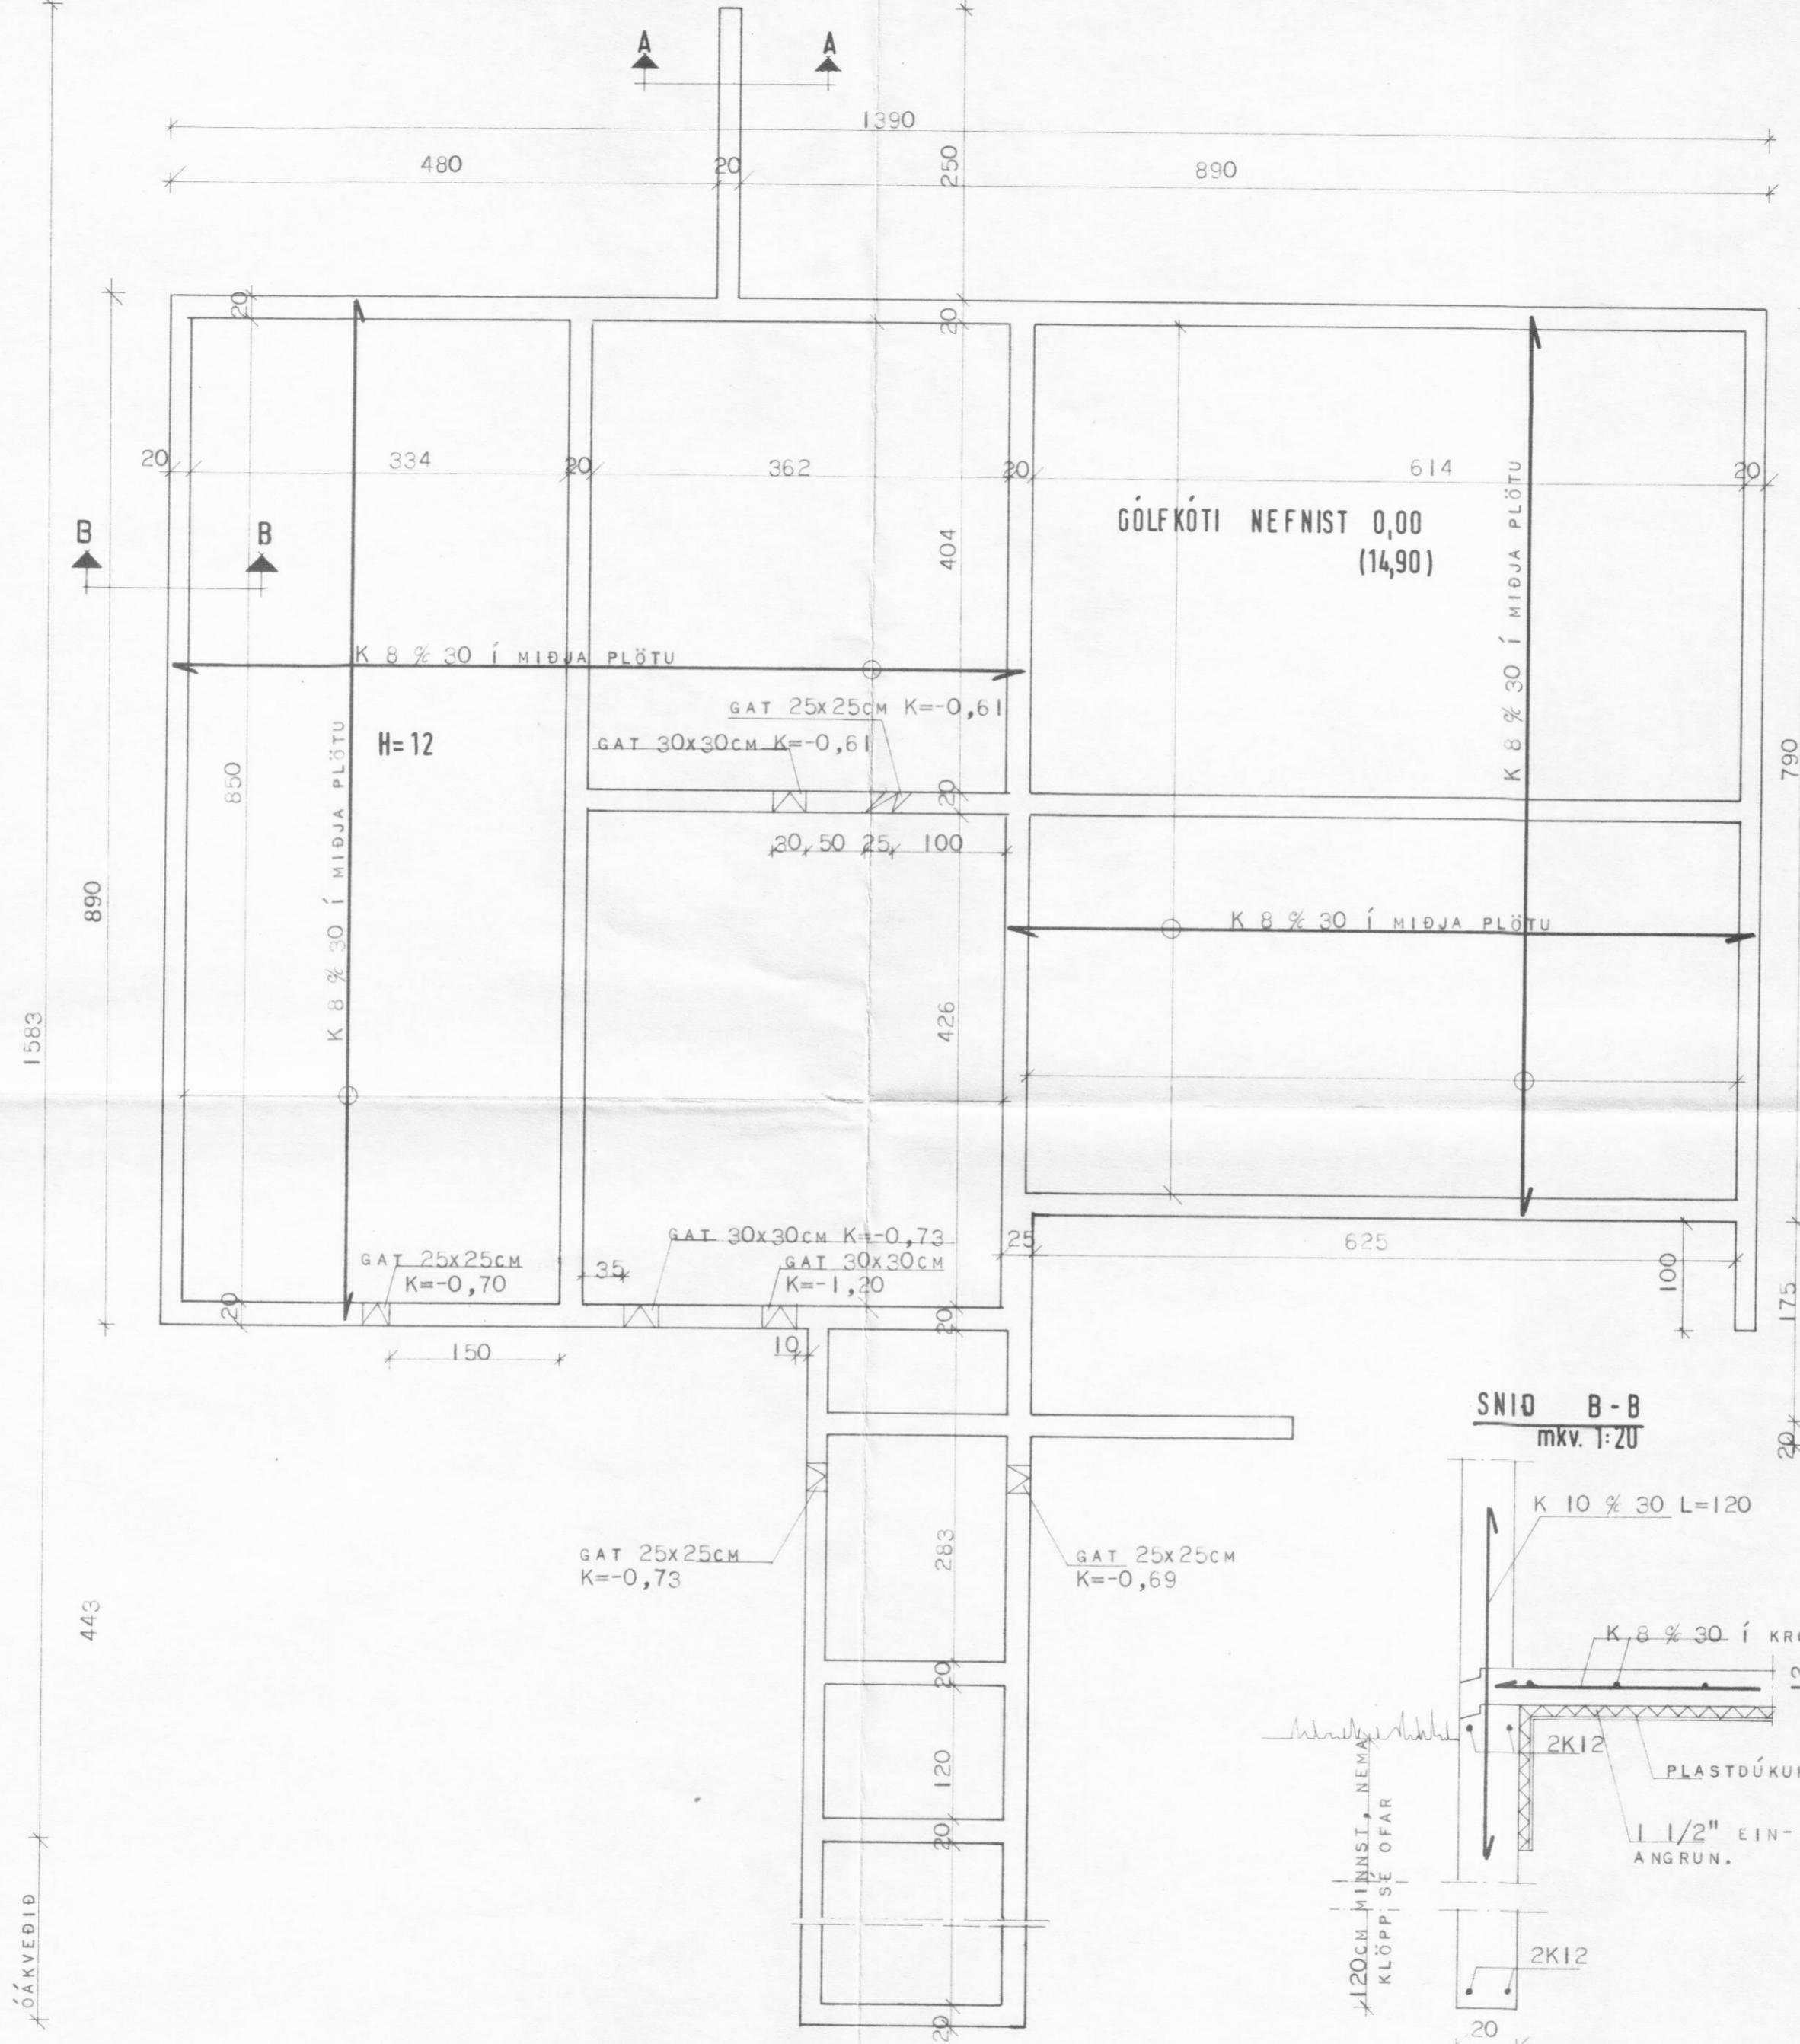 A A
1390
480 20 250 890
20 20
20 334 20 362 20 614 20
B B
GÓLFKÓTI NEFNIST 0,00
(14,90)
404
K 8 % 30 Í MIÐJA PLÖTU
K 8 % 30 Í MIÐJA PLÖTU
GAT 25X25CM K=-0,61
GAT 30X30CM K=-0,61
H=12
790
850
20
30 50 25 100
K 8 % 30 Í MIÐJA PLÖTU
890
K 8 % 30 Í MIÐJA PLÖTU
1583
426
GAT 30X30CM K=-0,73
GAT 25X25CM
K=-0,70
35
GAT 30X30CM
K=-1,20
25 625
100
175
20 20
150 10
SNIÐ B-B
mkv. 1:20
20
K 10 % 30 L=120
GAT 25X25CM
K=-0,73
283
GAT 25X25CM
K=-0,69
443
K 8 % 30 Í
20
2K12
120
1 1/2" EIN-
ANGRUN.
120CM MINNST, NEMA
KLÖPP SÉ OFAR
20
ÓÁKVEÐIÐ
2K12
20 20